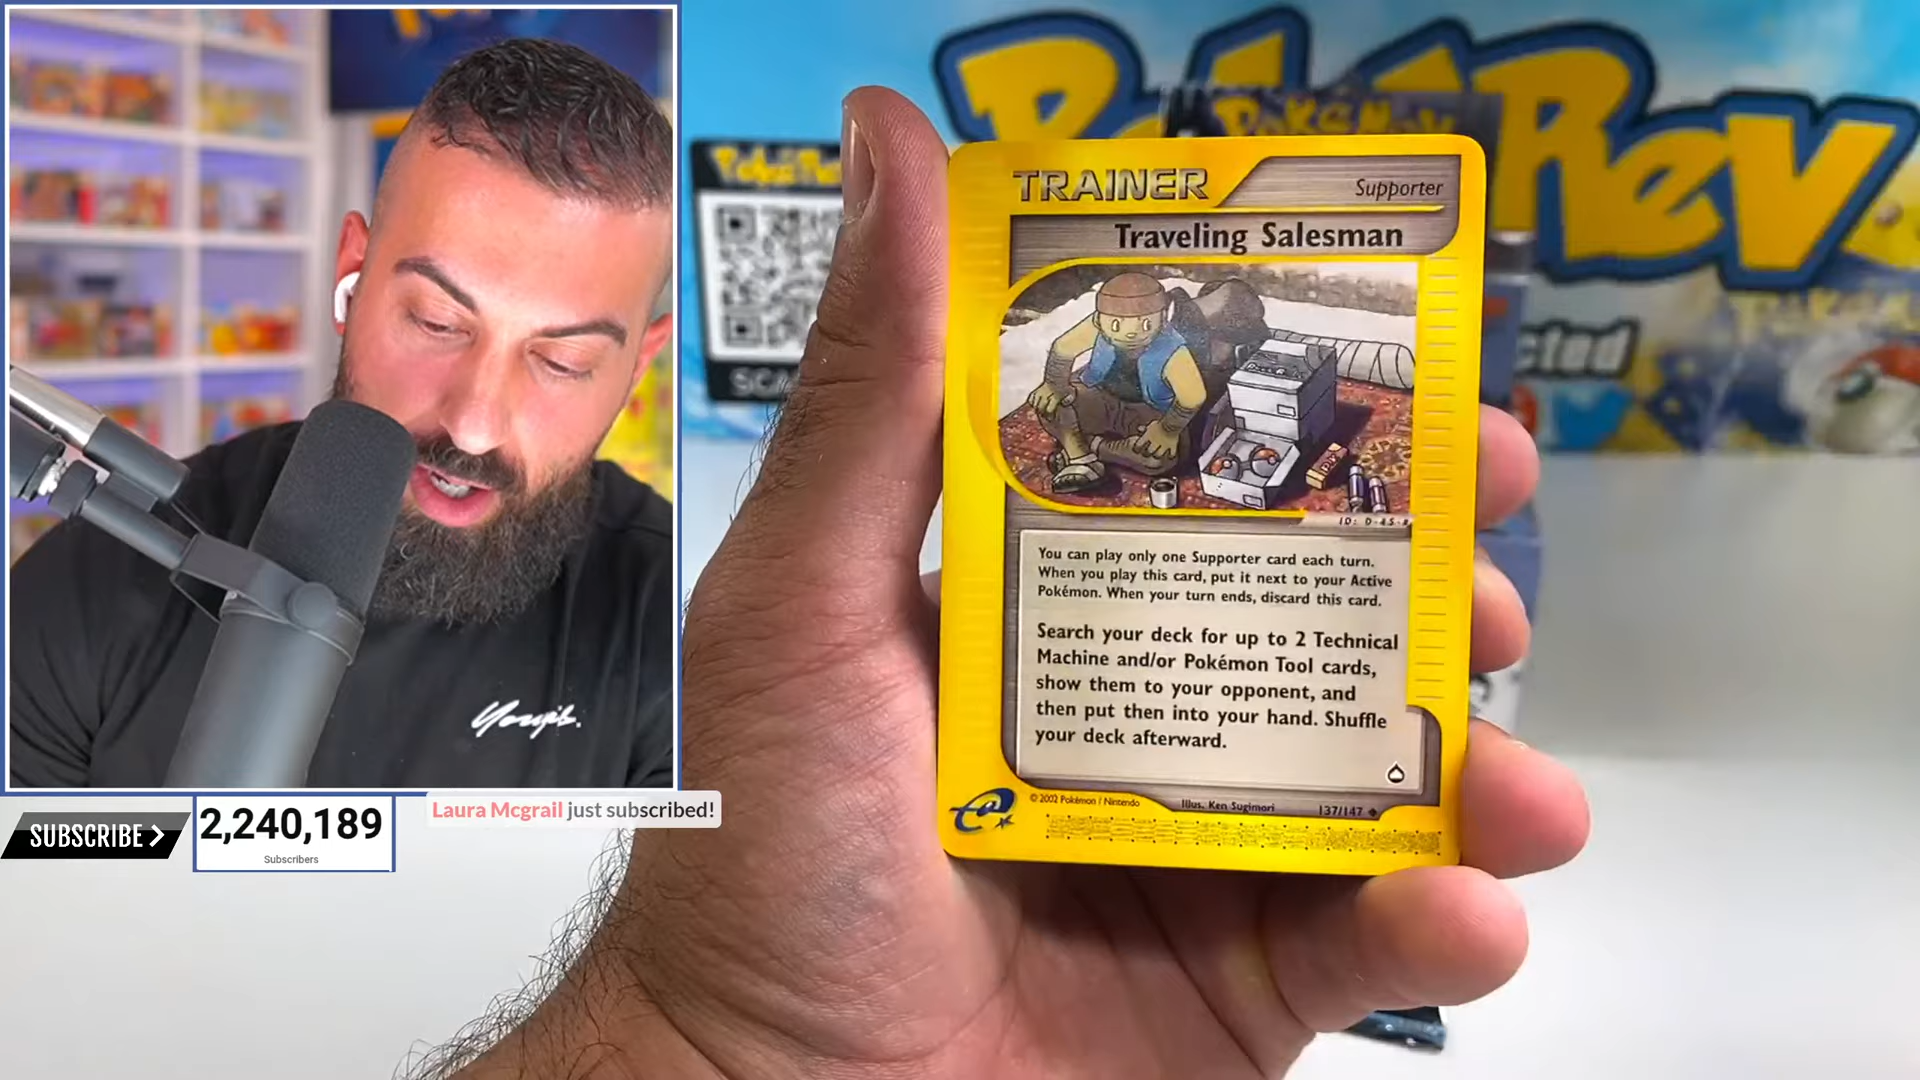 PokéRev
POKÉMON
TRAINER
Supporter
Traveling Salesman
ID: D-45-#
You can play only one Supporter card each turn.
When you play this card, put it next to your Active
Pokémon. When your turn ends, discard this card.
Search your deck for up to 2 Technical
Machine and/or Pokémon Tool cards,
show them to your opponent, and
then put then into your hand. Shuffle
your deck afterward.
© 2002 Pokémon / Nintendo
Illus. Ken Sugimori
137/147
SUBSCRIBE
2,240,189
Subscribers
Laura Mcgrail just subscribed!